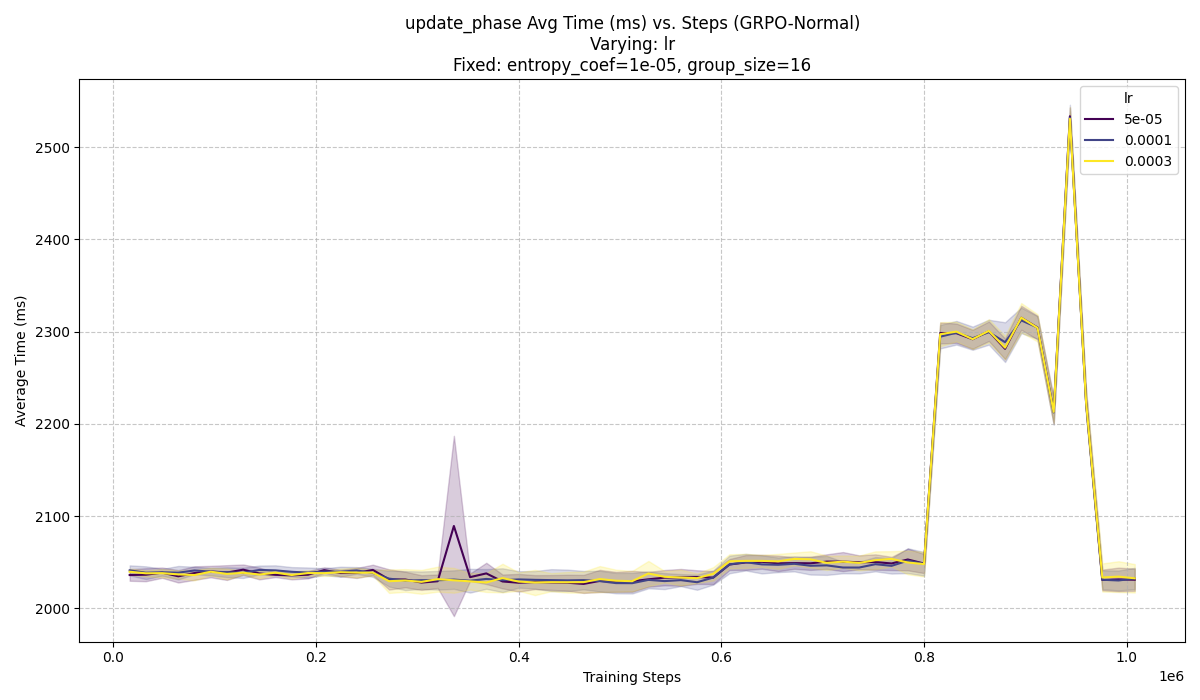 update_phase Avg Time (ms) vs. Steps (GRPO-Normal)
Varying: lr
Fixed: entropy_coef=1e-05, group_size=16
lr
5e-05
0.0001
0.0003
2500
2400
2300
2200
2100
2000
Average Time (ms)
0.0
0.2
0.4
0.6
0.8
1.0
1e6
Training Steps